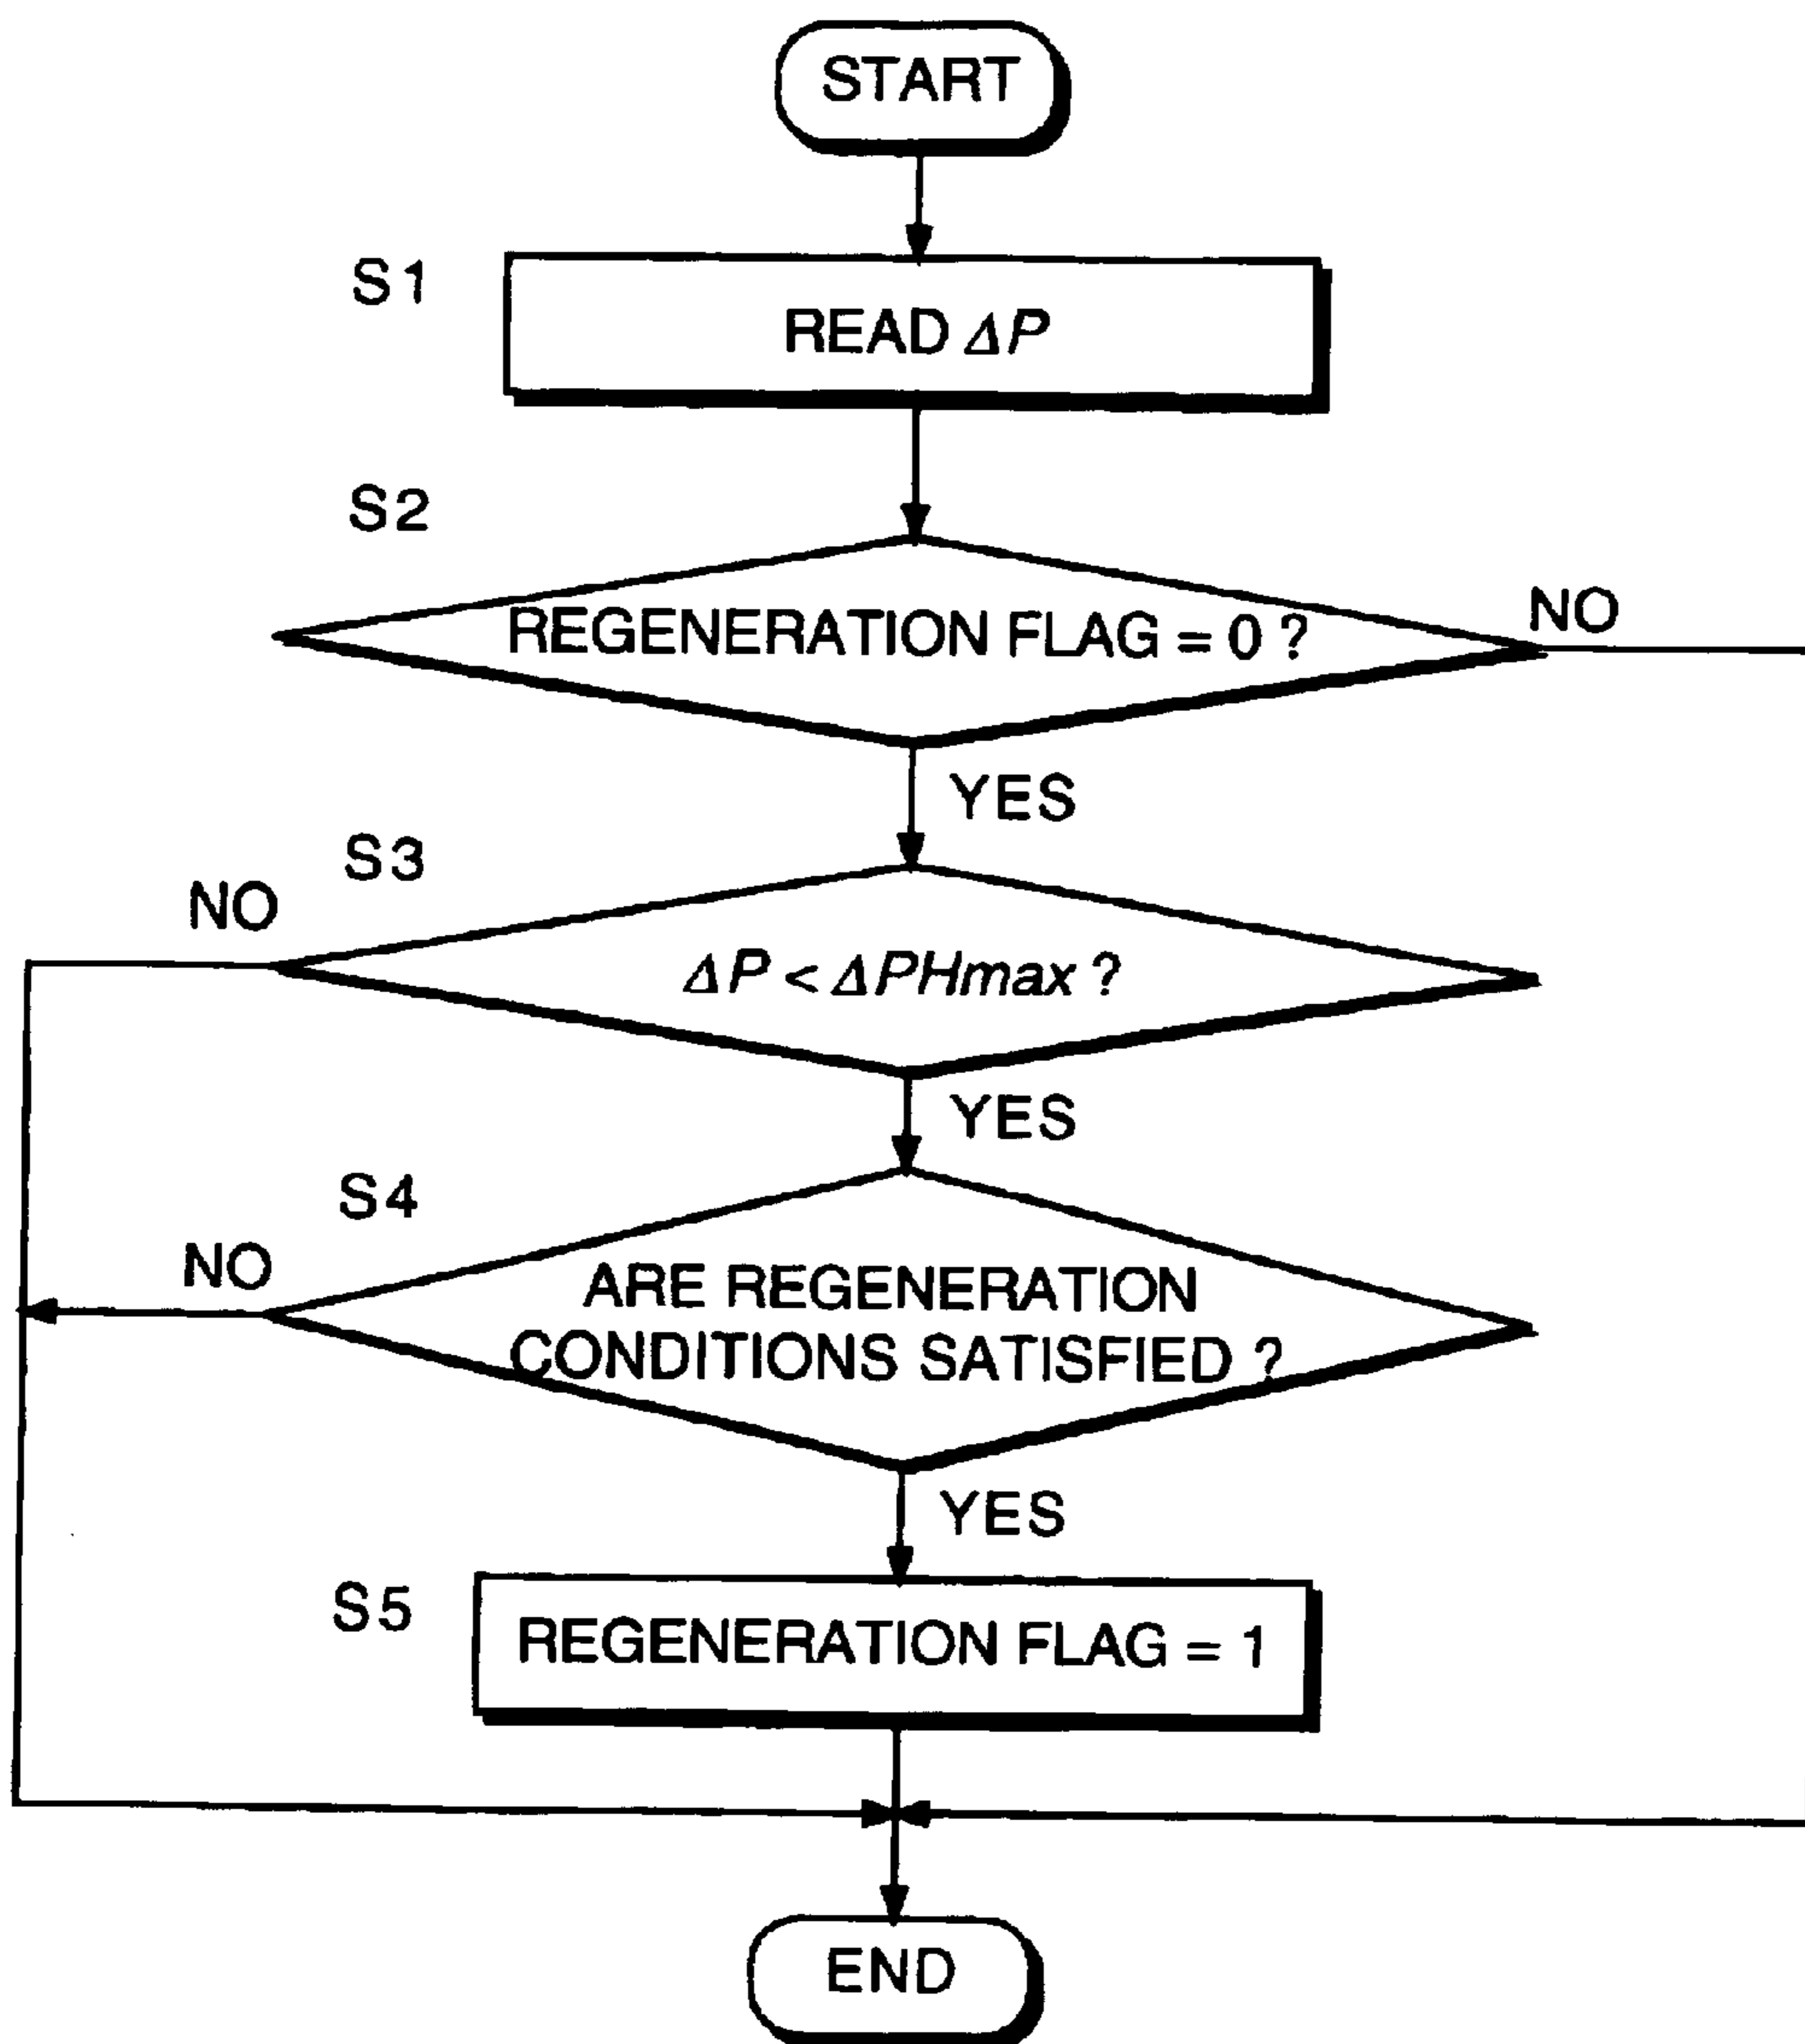 START
S1
READ ΔP
S2
REGENERATION FLAG = 0 ?
NO
YES
S3
NO
ΔP < ΔPHmax ?
YES
S4
NO
ARE REGENERATION
CONDITIONS SATISFIED ?
YES
S5
REGENERATION FLAG = 1
END